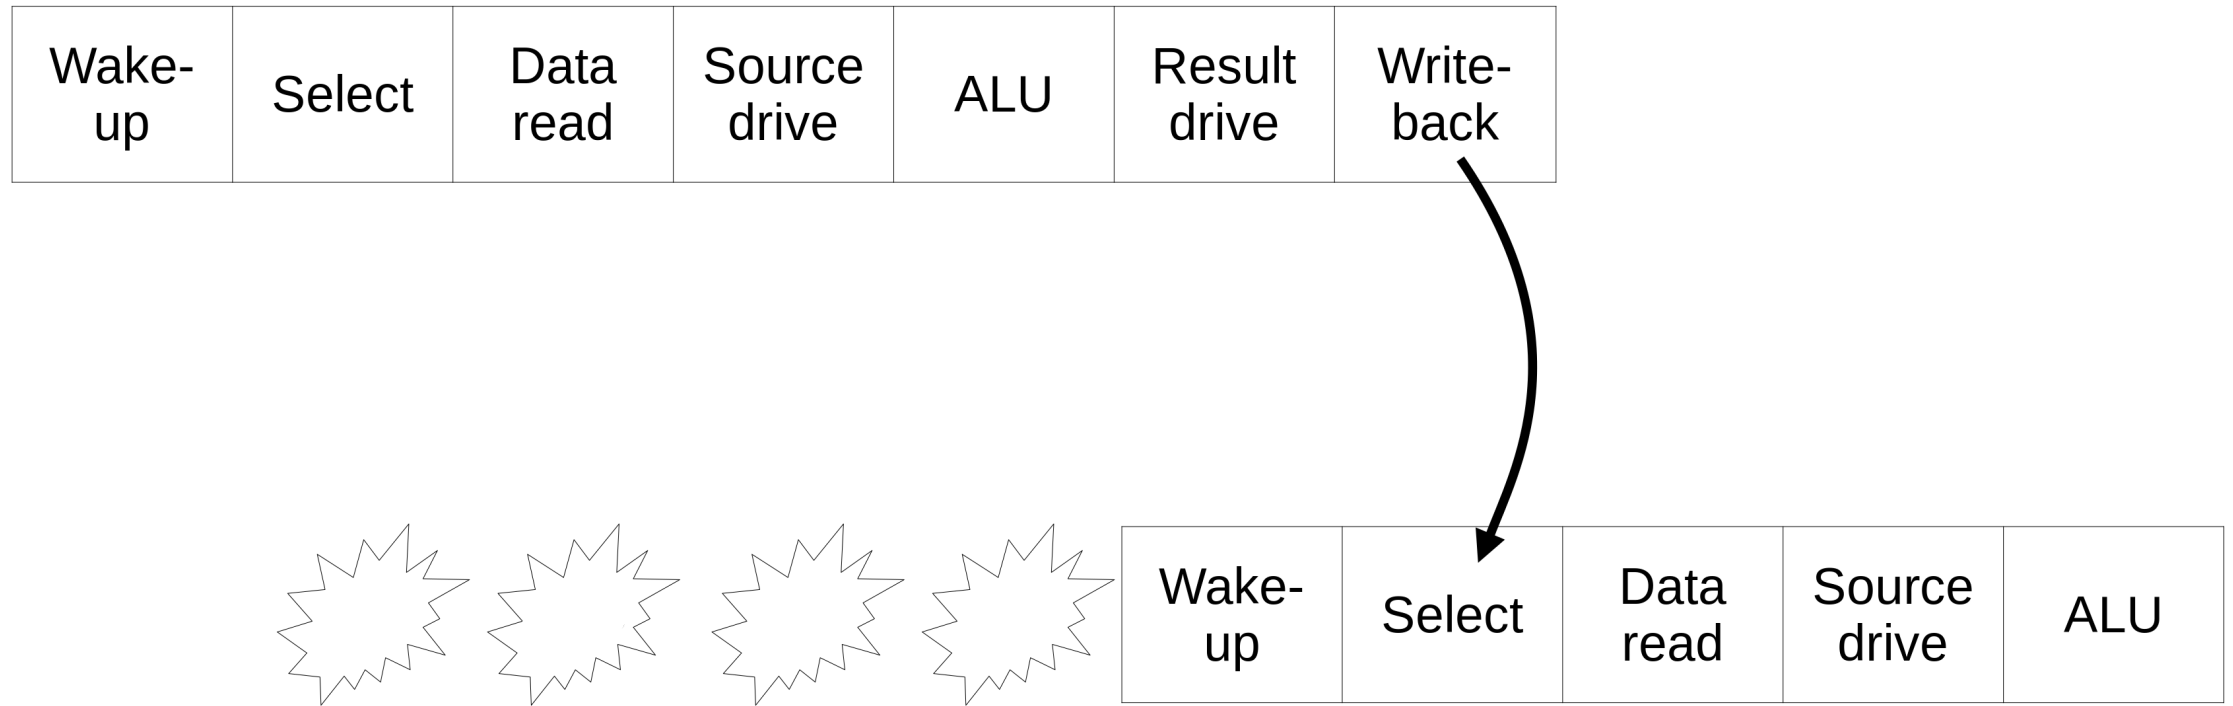 Wake-
up
Select
Data
read
Source
drive
ALU
Result
drive
Write-
back
Wake-
up
Select
Data
read
Source
drive
ALU